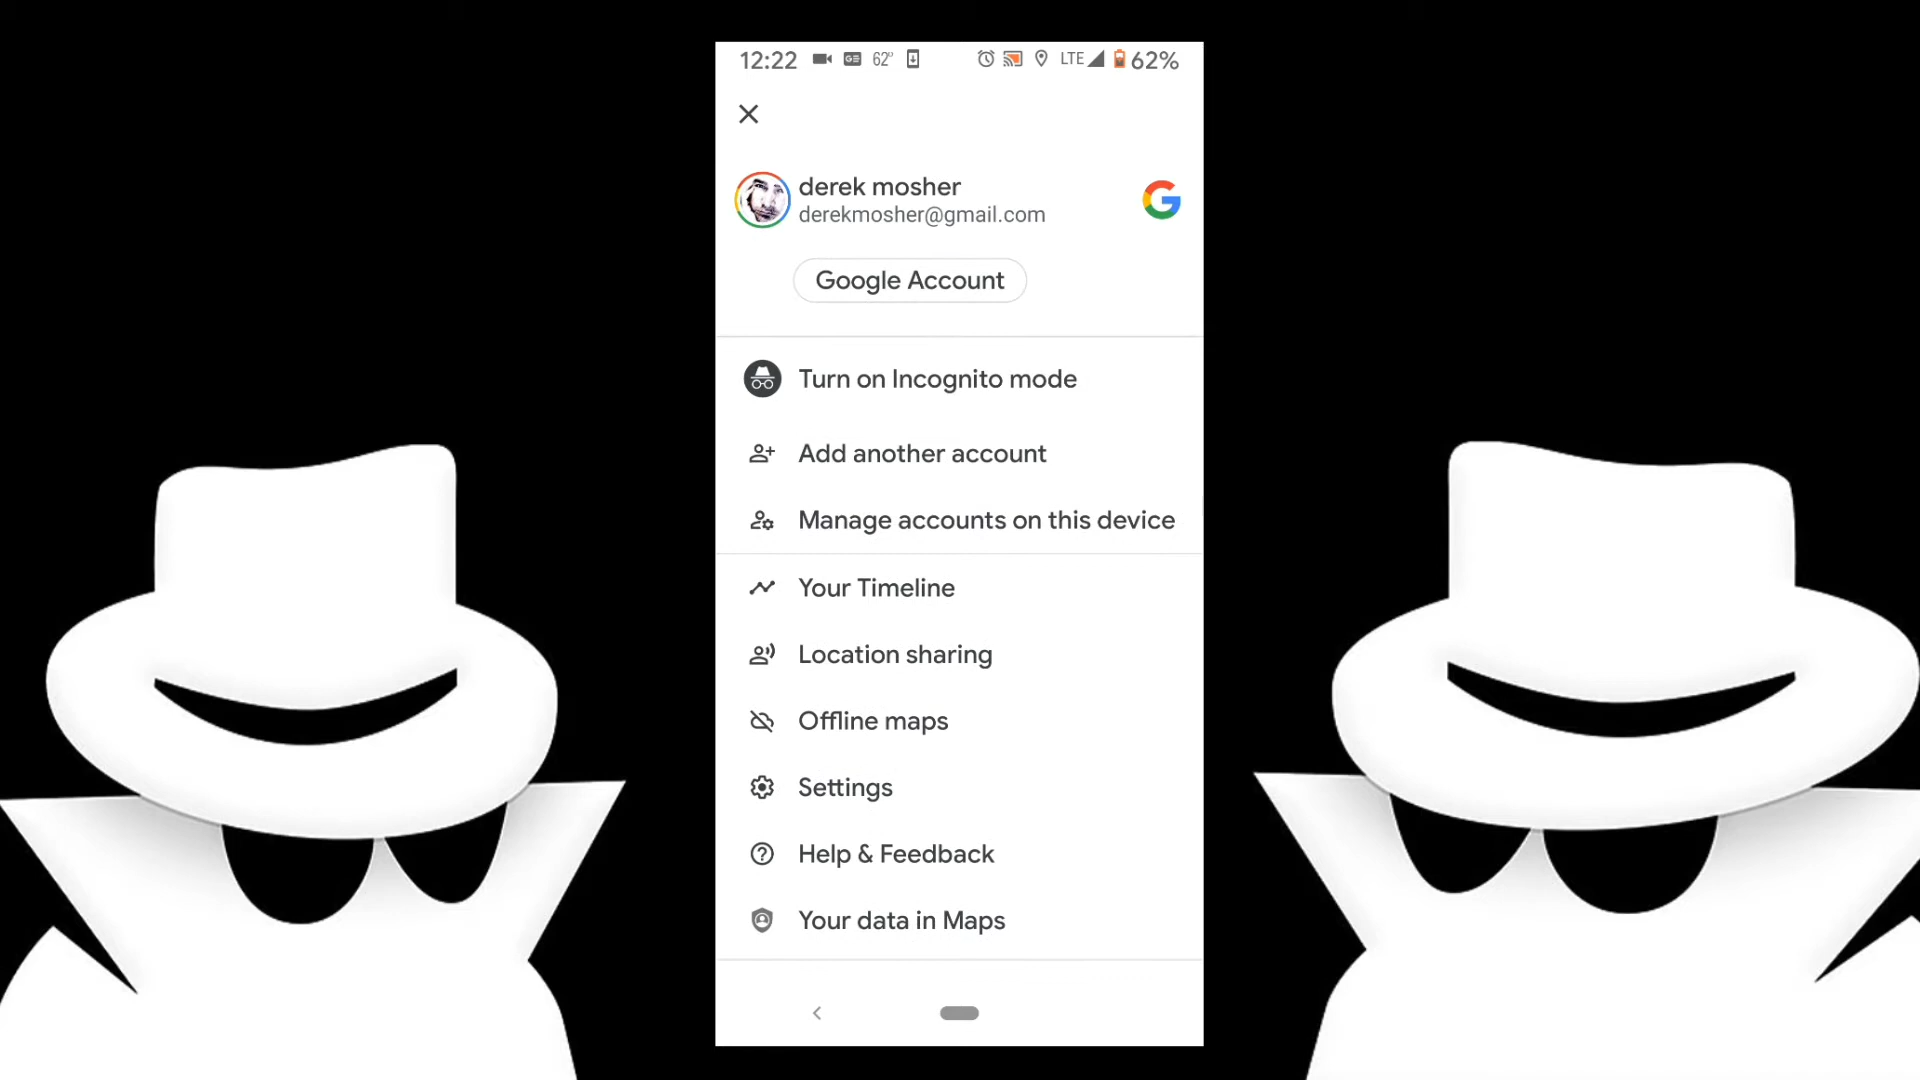 12:22 GE 62° LTE 62%
derek mosher
derekmosher@gmail.com
Google Account
Turn on Incognito mode
Add another account
Manage accounts on this device
Your Timeline
Location sharing
Offline maps
Settings
Help & Feedback
Your data in Maps